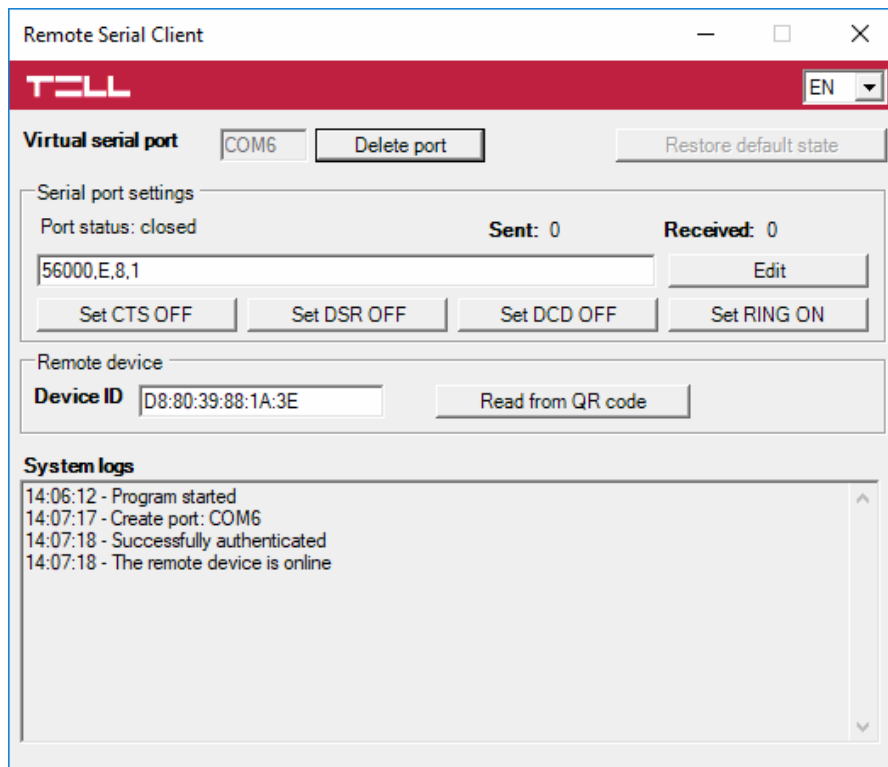 Remote Serial Client
TELL EN
Virtual serial port COM6 Delete port Restore default state
Serial port settings
Port status: closed Sent: 0 Received: 0
56000,E,8,1 Edit
Set CTS OFF Set DSR OFF Set DCD OFF Set RING ON
Remote device
Device ID D8:80:39:88:1A:3E Read from QR code
System logs
14:06:12 - Program started
14:07:17 - Create port: COM6
14:07:18 - Successfully authenticated
14:07:18 - The remote device is online